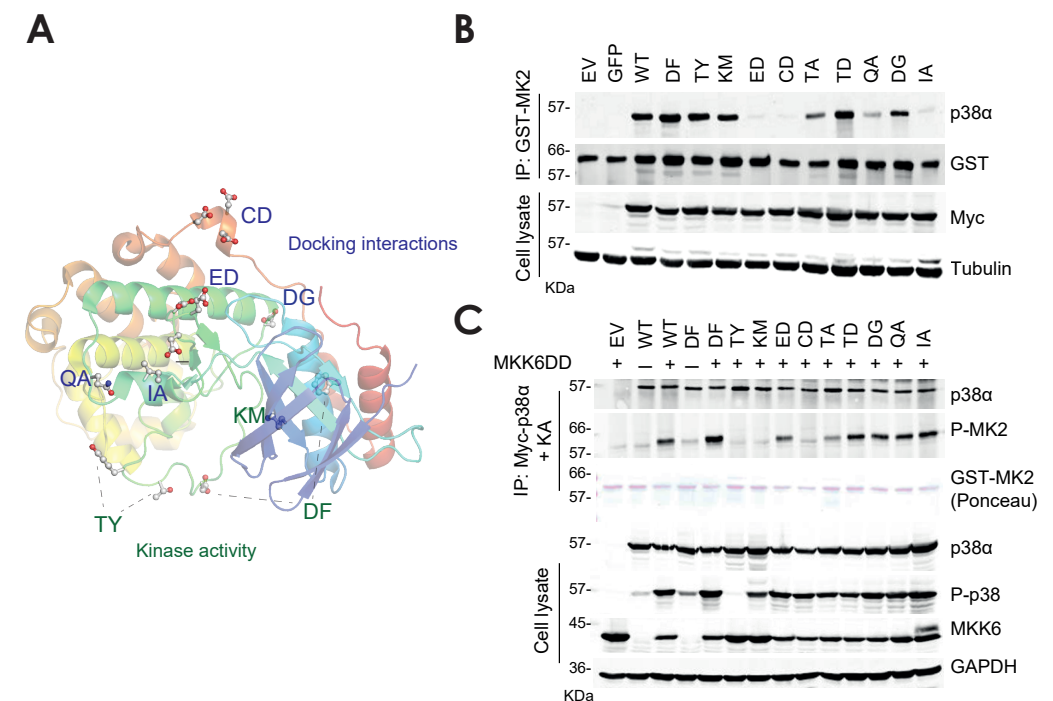 A
CD
Docking interactions
ED
DG
QA
IA
KM
TY
DF
Kinase activity
B
EV GFP WT DF TY KM ED CD TA TD QA DG IA
IP: GST-MK2
57- p38α
66- GST
57-
Cell lysate
57- Myc
57- Tubulin
KDa
C
EV WT WT DF DF TY KM ED CD TA TD DG QA IA
MKK6DD + – + – + + + + + + + + + +
IP: Myc-p38α
+ KA
57- p38α
66- P-MK2
57-
66- GST-MK2
57- (Ponceau)
Cell lysate
57- p38α
57- P-p38
45- MKK6
36- GAPDH
KDa